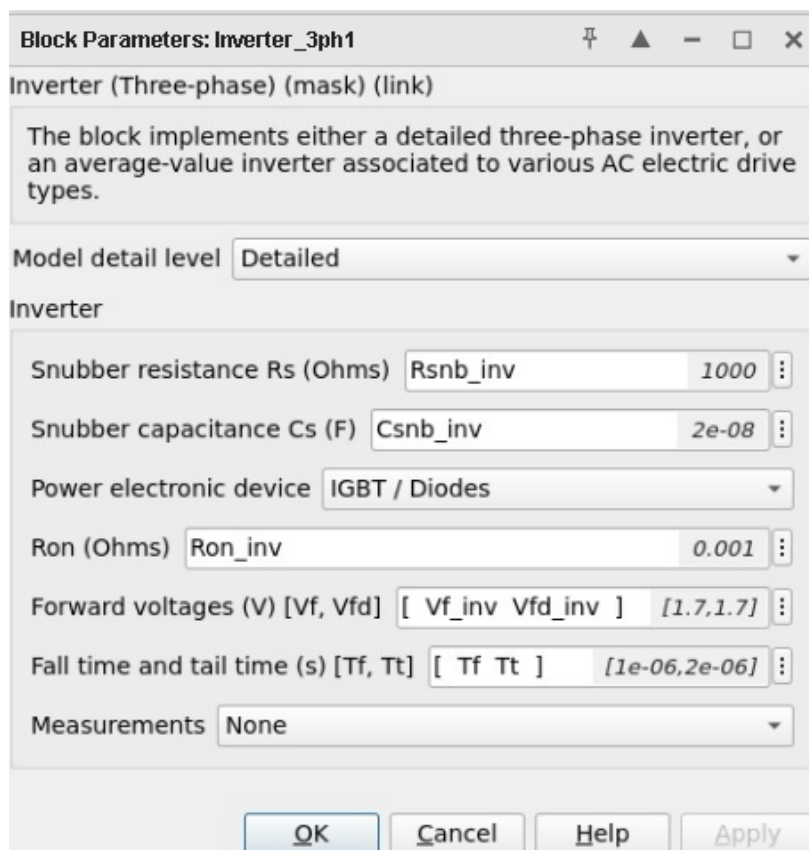 Block Parameters: Inverter_3ph1
Inverter (Three-phase) (mask) (link)
The block implements either a detailed three-phase inverter, or
an average-value inverter associated to various AC electric drive
types.
Model detail level Detailed
Inverter
Snubber resistance Rs (Ohms) Rsnb_inv 1000
Snubber capacitance Cs (F) Csnb_inv 2e-08
Power electronic device IGBT / Diodes
Ron (Ohms) Ron_inv 0.001
Forward voltages (V) [Vf, Vfd] [ Vf_inv Vfd_inv ] [1.7,1.7]
Fall time and tail time (s) [Tf, Tt] [ Tf Tt ] [1e-06,2e-06]
Measurements None
OK Cancel Help Apply